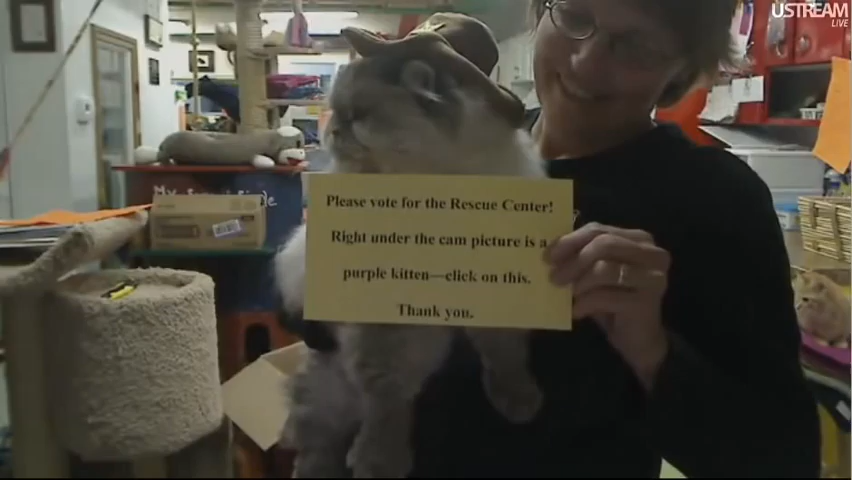 USTREAM
LIVE
Please vote for the Rescue Center!
Right under the cam picture is a
purple kitten—click on this.
Thank you.